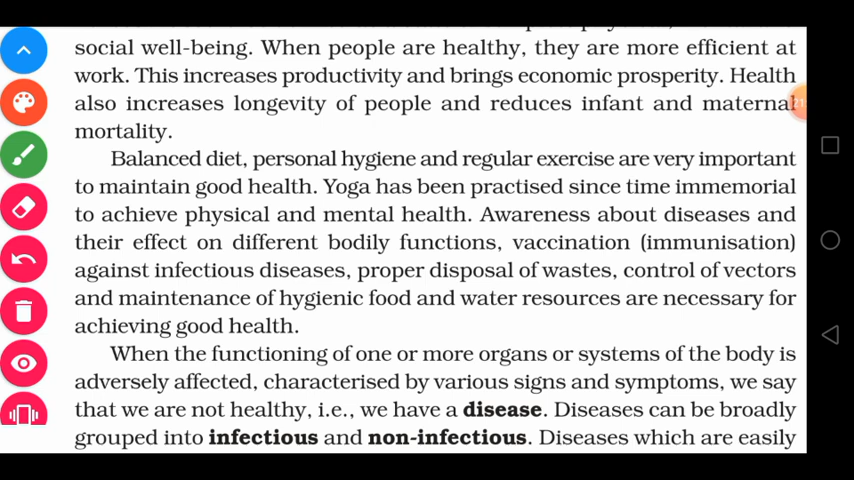 social well-being. When people are healthy, they are more efficient at
work. This increases productivity and brings economic prosperity. Health
also increases longevity of people and reduces infant and maternal
mortality.
Balanced diet, personal hygiene and regular exercise are very important
to maintain good health. Yoga has been practised since time immemorial
to achieve physical and mental health. Awareness about diseases and
their effect on different bodily functions, vaccination (immunisation)
against infectious diseases, proper disposal of wastes, control of vectors
and maintenance of hygienic food and water resources are necessary for
achieving good health.
When the functioning of one or more organs or systems of the body is
adversely affected, characterised by various signs and symptoms, we say
that we are not healthy, i.e., we have a disease. Diseases can be broadly
grouped into infectious and non-infectious. Diseases which are easily